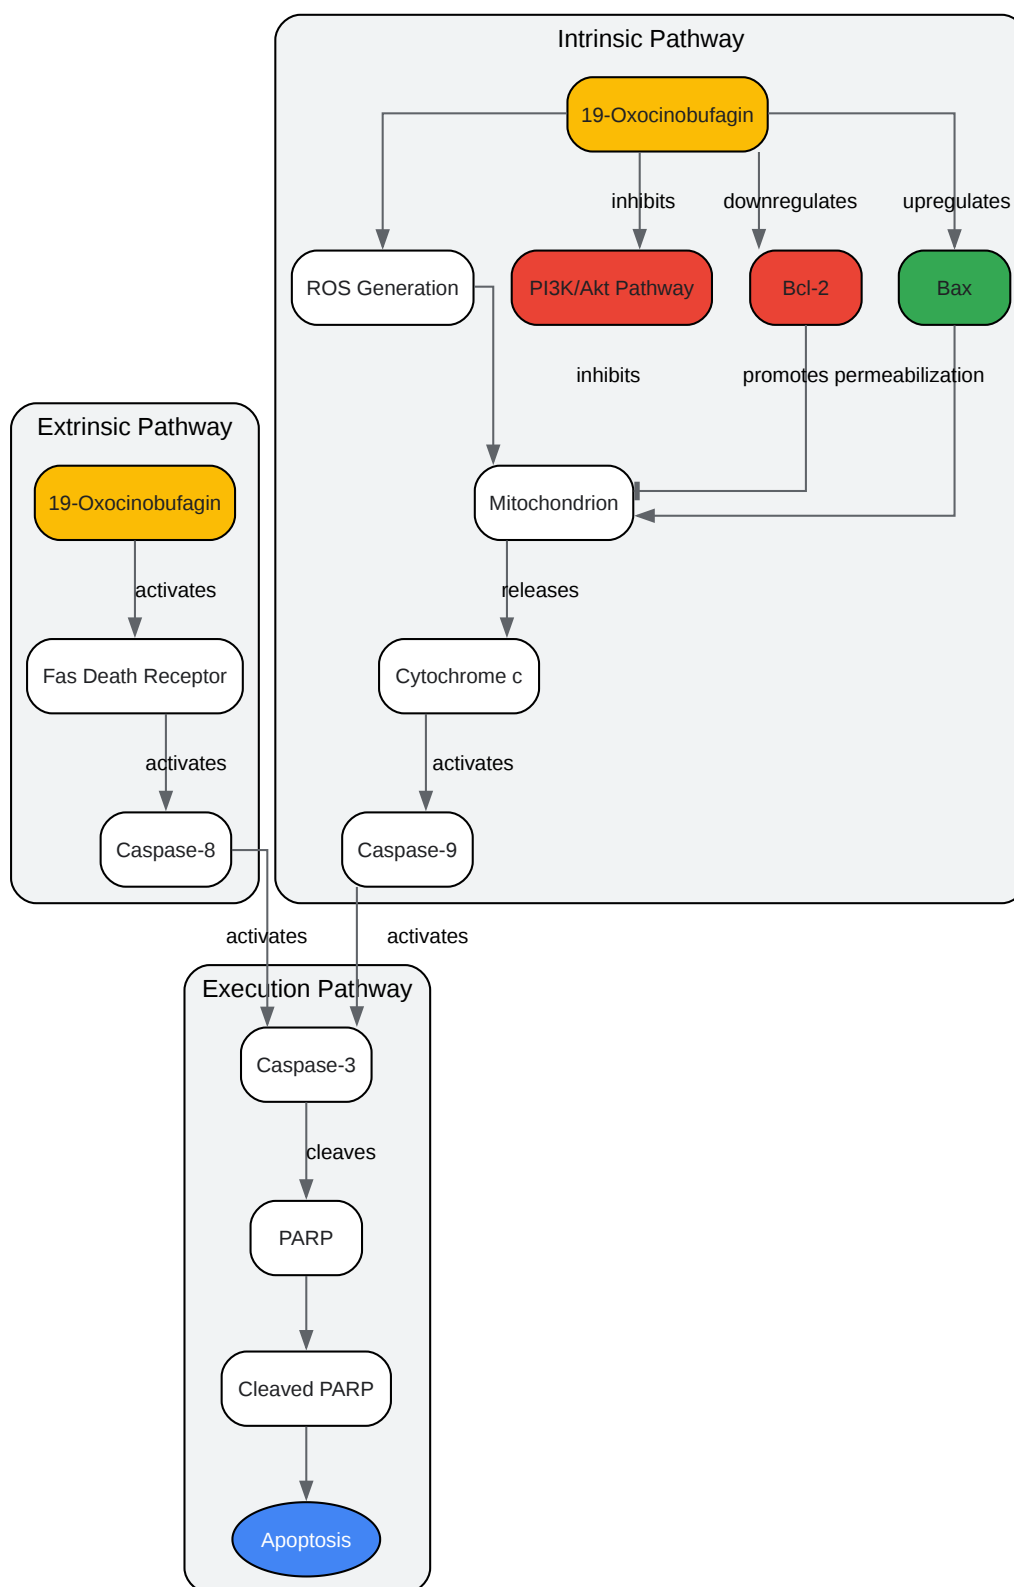 Intrinsic Pathway
19-Oxocinobufagin
inhibits
downregulates
upregulates
ROS Generation
PI3K/Akt Pathway
Bcl-2
Bax
inhibits
promotes permeabilization
Extrinsic Pathway
19-Oxocinobufagin
Mitochondrion
activates
releases
Fas Death Receptor
Cytochrome c
activates
activates
Caspase-8
Caspase-9
activates
activates
Execution Pathway
Caspase-3
cleaves
PARP
Cleaved PARP
Apoptosis